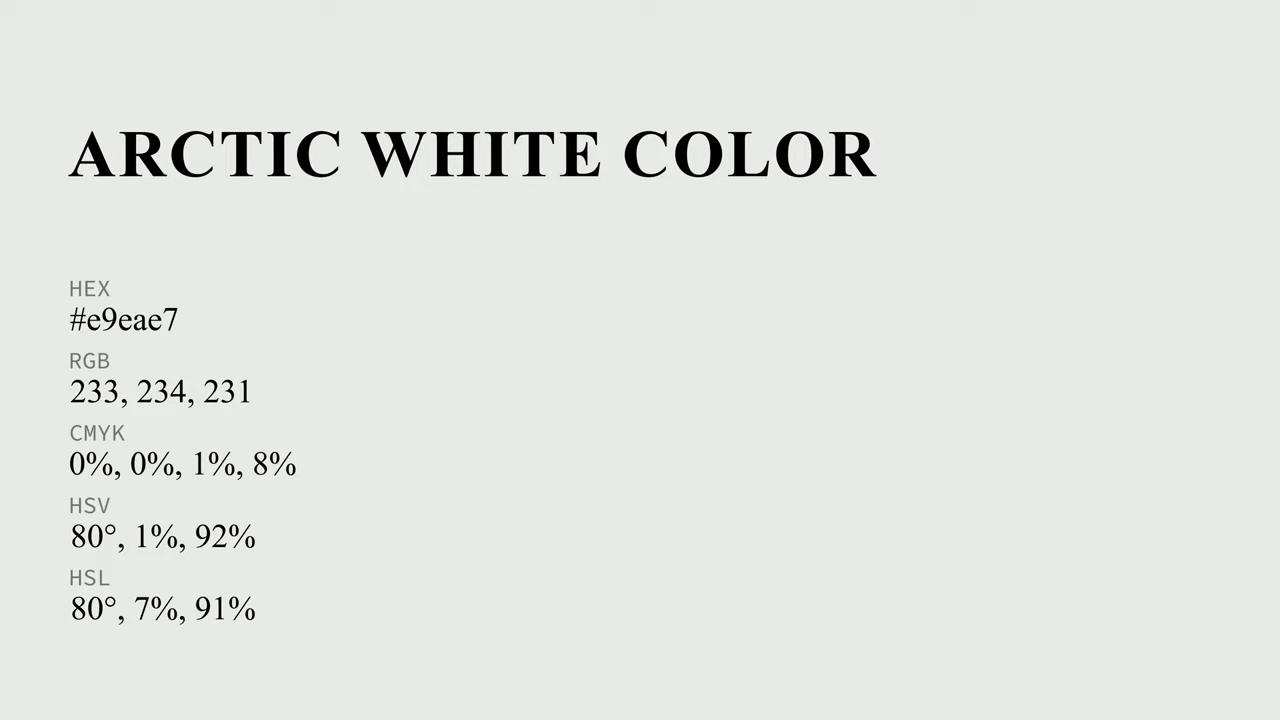 ARCTIC WHITE COLOR
HEX
#e9eae7
RGB
233, 234, 231
CMYK
0%, 0%, 1%, 8%
HSV
80°, 1%, 92%
HSL
80°, 7%, 91%